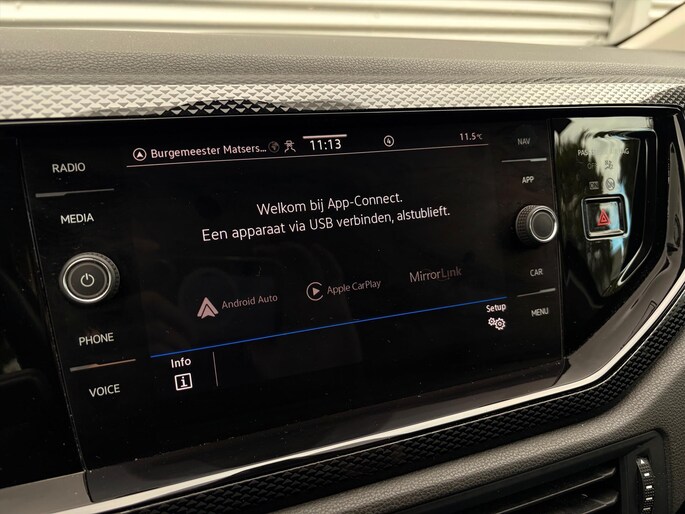 RADIO
MEDIA
PHONE
VOICE
Burgemeester Matsers...
11:13
4
11.5°C
Welkom bij App-Connect.
Een apparaat via USB verbinden, alstublieft.
Android Auto
Apple CarPlay
MirrorLink
Info
i
Setup
NAV
APP
CAR
MENU